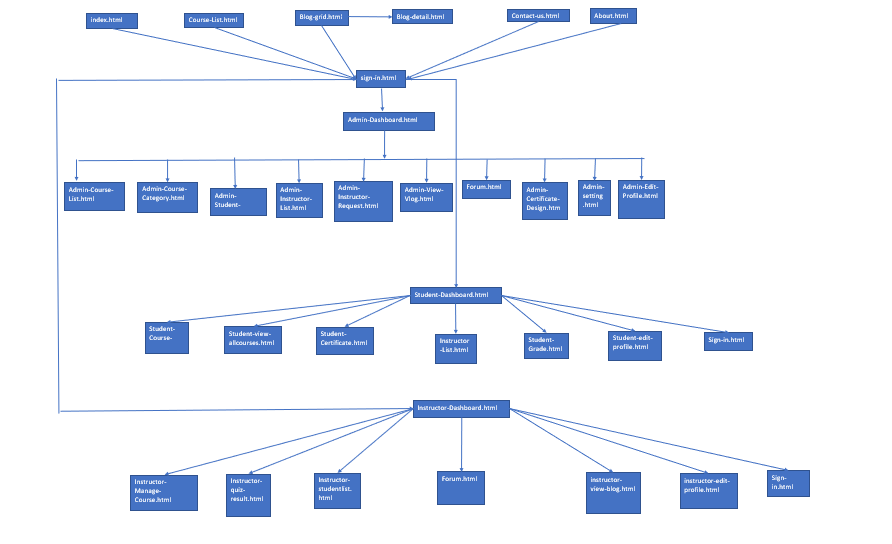 index.html
Course-List.html
Blog-grid.html
Blog-detail.html
Contact-us.html
About.html
sign-in.html
Admin-Dashboard.html
Admin-Course-
List.html
Admin-Course-
Category.html
Admin-
Student-
Admin-
Instructor-
List.html
Admin-
Instructor-
Request.html
Admin-View-
Vlog.html
Forum.html
Admin-
Certificate-
Design.htm
Admin-
setting
.html
Admin-Edit-
Profile.html
Student-Dashboard.html
Student-
Course-
Student-view-
allcourses.html
Student-
Certificate.html
Instructor
-List.html
Student-
Grade.html
Student-edit-
profile.html
Sign-in.html
Instructor-Dashboard.html
Instructor-
Manage-
Course.html
Instructor-
quiz-
result.html
Instructor-
studentlist.
html
Forum.html
instructor-
view-blog.html
instructor-edit-
profile.html
Sign-
in.html